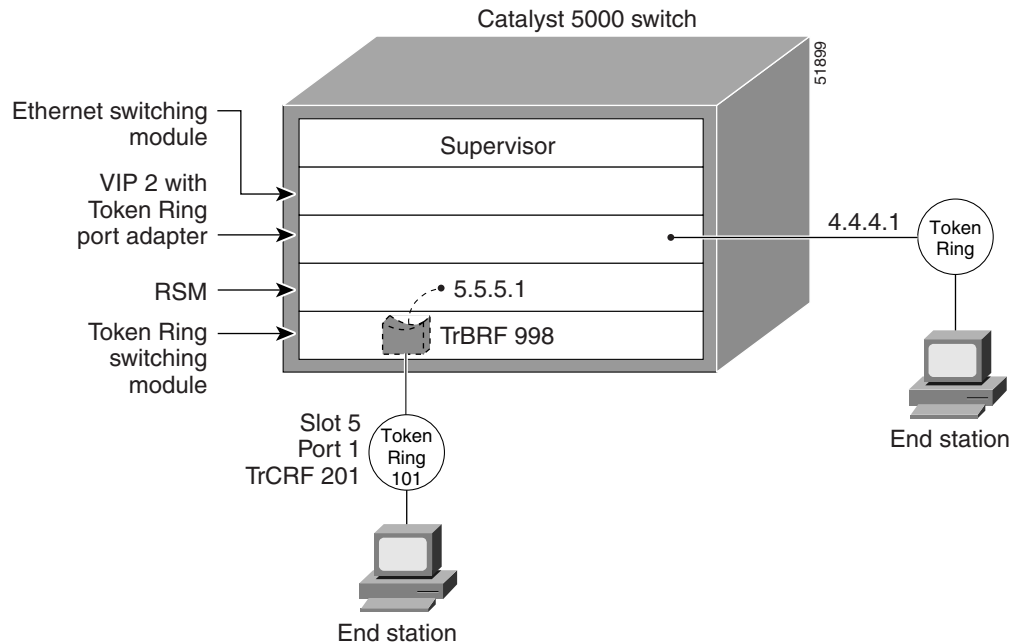 Catalyst 5000 switch
51899
Ethernet switching
module
Supervisor
VIP 2 with
Token Ring
port adapter
4.4.4.1
Token
Ring
RSM
5.5.5.1
Token Ring
switching
module
TrBRF 998
Slot 5
Port 1
TrCRF 201
Token
Ring
101
End station
End station